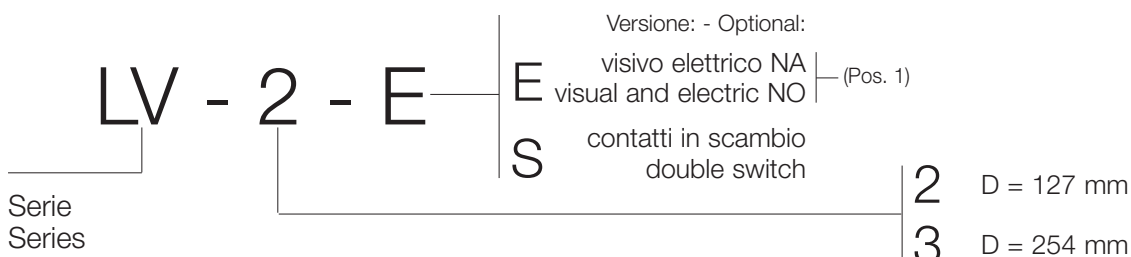 Versione: - Optional:
LV - 2 - E
E
visivo elettrico NA
visual and electric NO
(Pos. 1)
S
contatti in scambio
double switch
Serie
Series
2 D = 127 mm
3 D = 254 mm